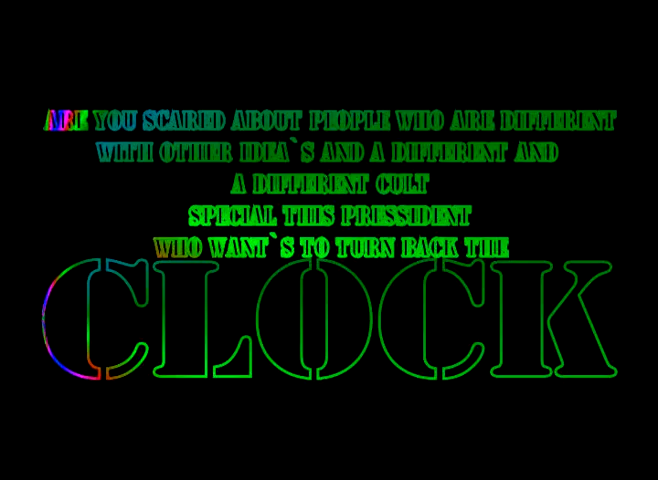 ARE YOU SCARED ABOUT PEOPLE WHO ARE DIFFERENT
WITH OTHER IDEA`S AND A DIFFERENT AND
A DIFFERENT CULT
SPECIAL THIS PRESSIDENT
WHO WANT`S TO TURN BACK THE
CLOCK